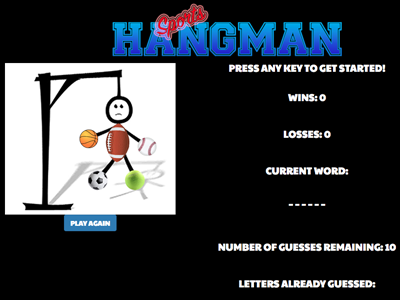 Sports
HANGMAN
PRESS ANY KEY TO GET STARTED!
WINS: 0
LOSSES: 0
CURRENT WORD:
_ _ _ _ _ _
NUMBER OF GUESSES REMAINING: 10
LETTERS ALREADY GUESSED:
PLAY AGAIN